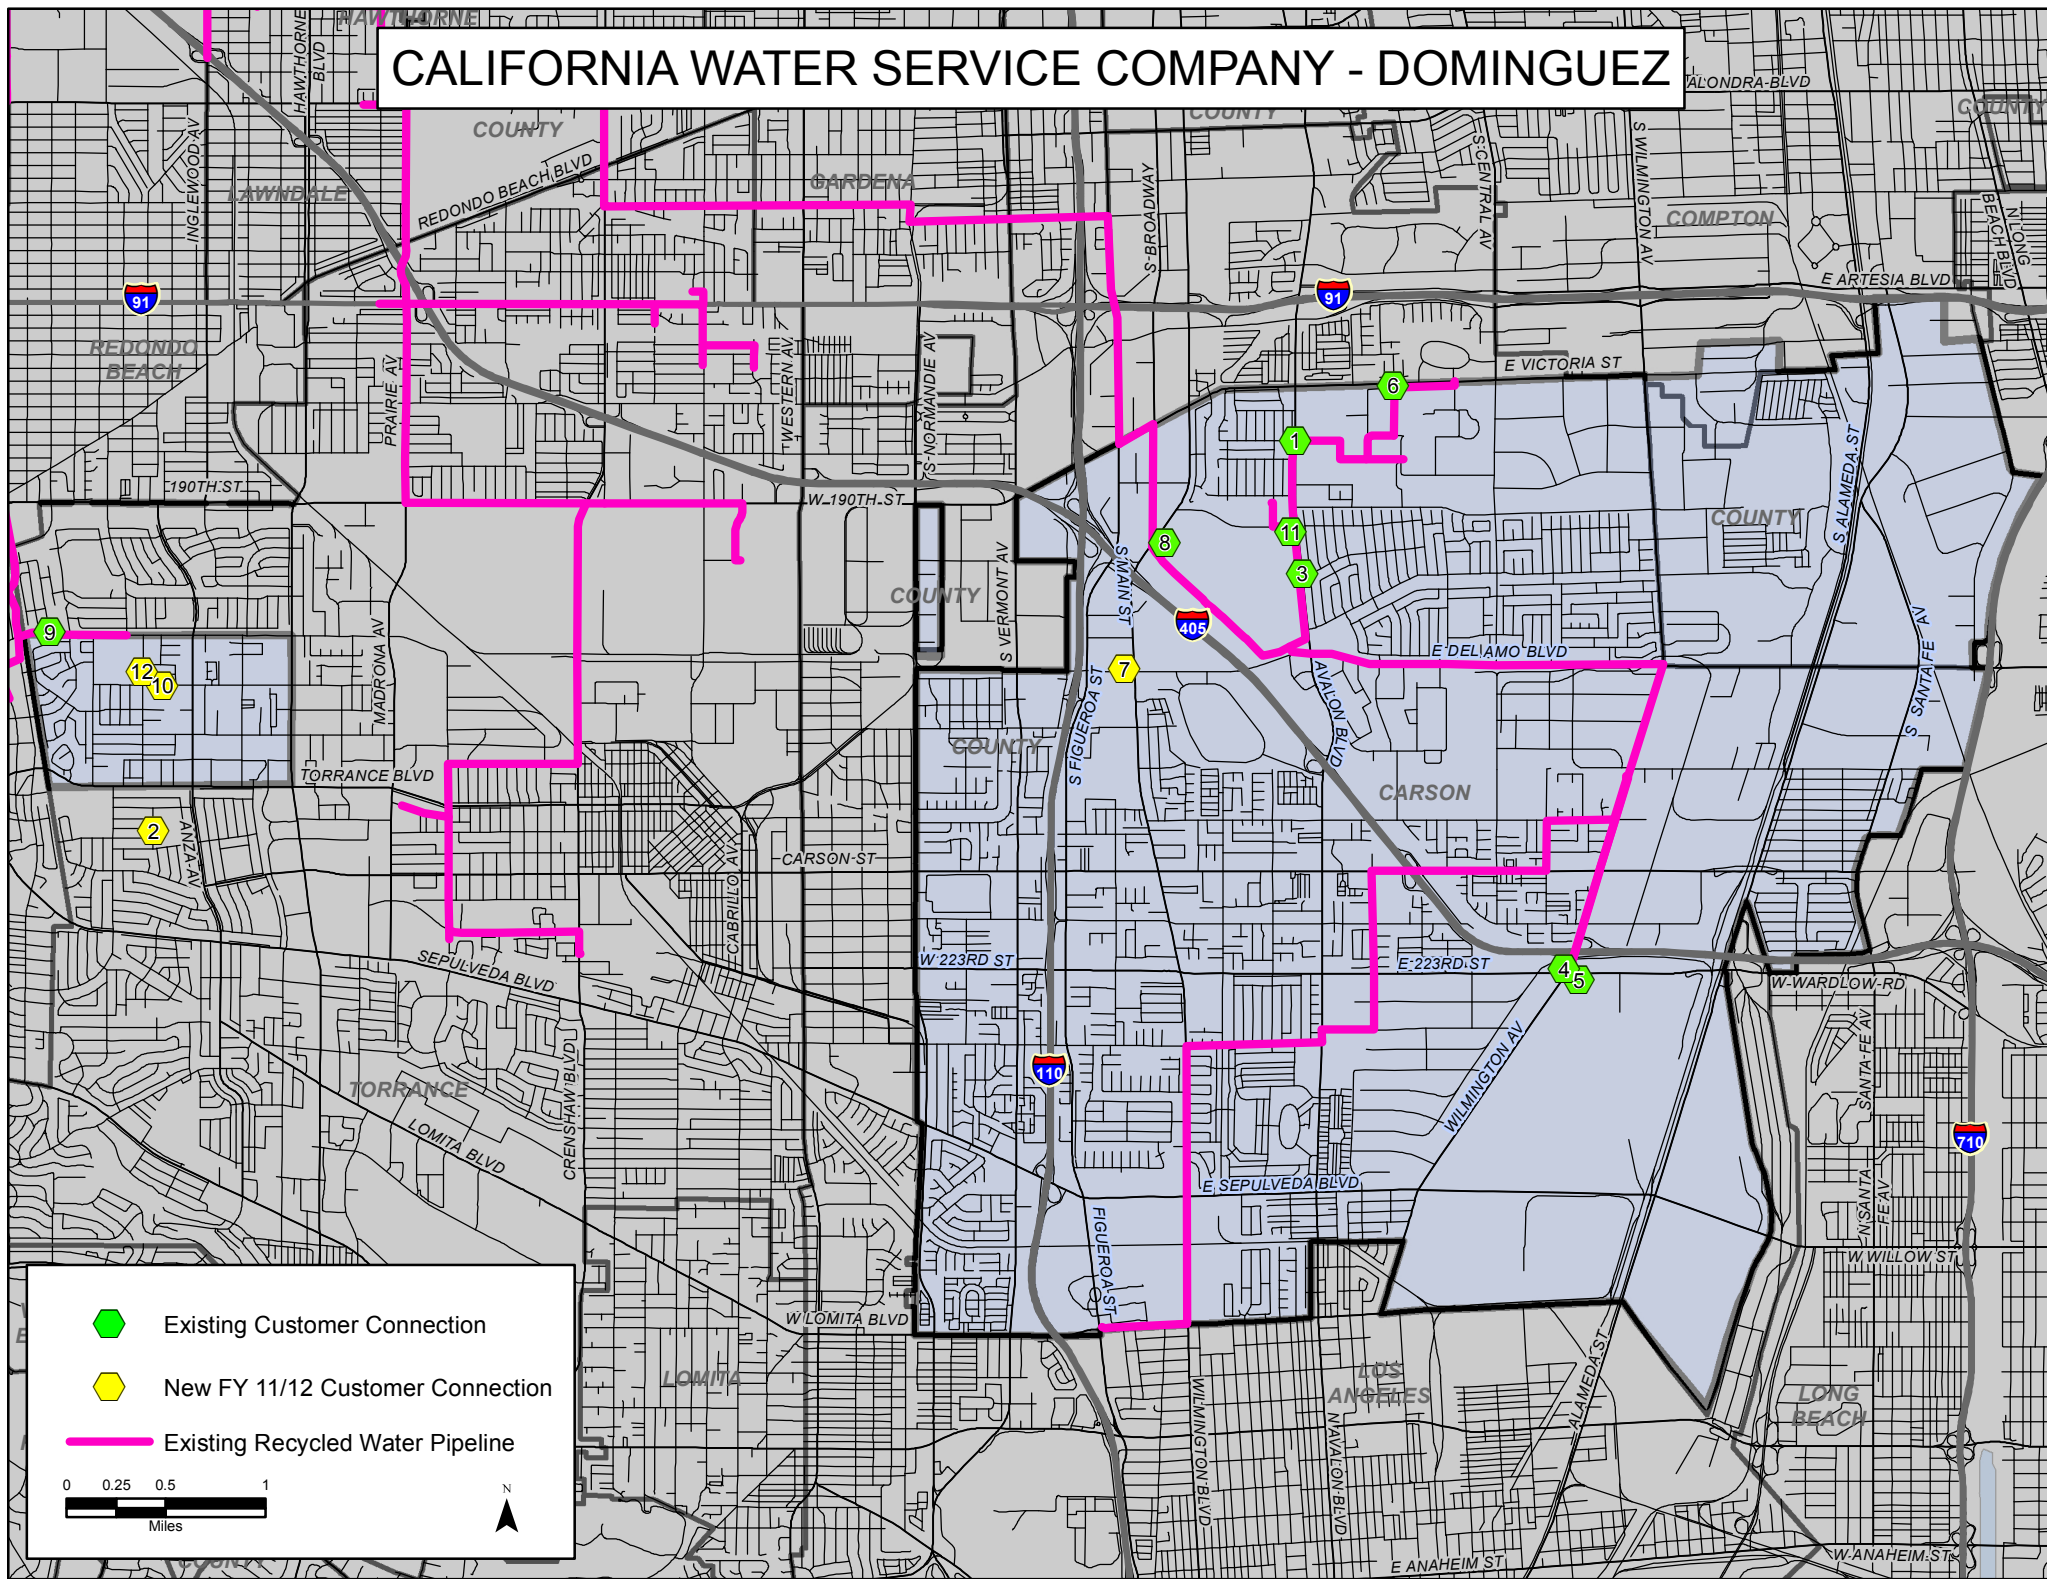 HAWTHORNE
HAWTHORNE
BLVD
CALIFORNIA WATER SERVICE COMPANY - DOMINGUEZ
ALONDRA BLVD
COUNTY
COUNTY
COUNTY
INGLEWOOD AV
LAWNDALE
REDONDO BEACH BLVD
GARDENA
S BROADWAY
S CENTRAL AV
S WILMINGTON AV
COMPTON
N LONG
BEACH BLVD
E ARTESIA BLVD
91
91
REDONDO
BEACH
PRAIRIE AV
WESTERN AV
S NORMANDIE AV
E VICTORIA ST
6
1
190TH ST
W 190TH ST
S ALAMEDA ST
COUNTY
11
8
3
S MAIN ST
COUNTY
S VERMONT AV
405
9
MADRONA AV
E DEL AMO BLVD
S SANTA FE AV
12
10
7
S FIGUEROA ST
AVALON BLVD
COUNTY
TORRANCE BLVD
CARSON
2
ANZA AV
CABRILLO AV
CARSON ST
SEPULVEDA BLVD
W 223RD ST
E 223RD ST
4
5
W WARDLOW RD
SANTA FE AV
WILMINGTON AV
110
TORRANCE
CRENSHAW BLVD
LOMITA BLVD
710
E SEPULVEDA BLVD
N SANTA
FE AV
FIGUEROA ST
W WILLOW ST
W LOMITA BLVD
ALAMEDA ST
LOMITA
LOS
ANGELES
LONG
BEACH
WILMINGTON BLVD
N AVALON BLVD
E ANAHEIM ST
W ANAHEIM ST
Existing Customer Connection
New FY 11/12 Customer Connection
Existing Recycled Water Pipeline
0 0.25 0.5 1
Miles
N
COUNTY